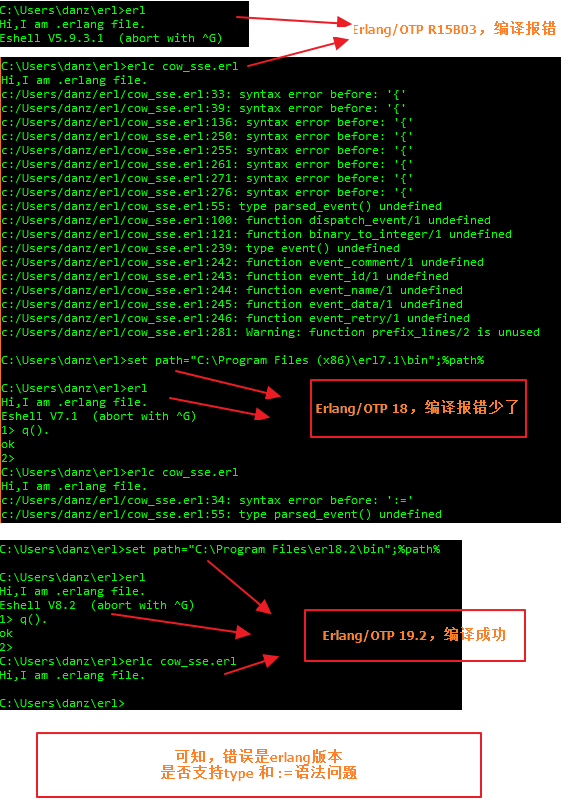 C:\Users\danz\erl>erl
Hi,I am .erlang file.
Eshell V5.9.3.1  (abort with ^G)
Erlang/OTP R15B03，编译报错
C:\Users\danz\erl>erlc cow_sse.erl
Hi,I am .erlang file.
c:/Users/danz/erl/cow_sse.erl:33: syntax error before: '{'
c:/Users/danz/erl/cow_sse.erl:39: syntax error before: '{'
c:/Users/danz/erl/cow_sse.erl:136: syntax error before: '{'
c:/Users/danz/erl/cow_sse.erl:250: syntax error before: '{'
c:/Users/danz/erl/cow_sse.erl:255: syntax error before: '{'
c:/Users/danz/erl/cow_sse.erl:261: syntax error before: '{'
c:/Users/danz/erl/cow_sse.erl:271: syntax error before: '{'
c:/Users/danz/erl/cow_sse.erl:276: syntax error before: '{'
c:/Users/danz/erl/cow_sse.erl:55: type parsed_event() undefined
c:/Users/danz/erl/cow_sse.erl:100: function dispatch_event/1 undefined
c:/Users/danz/erl/cow_sse.erl:121: function binary_to_integer/1 undefined
c:/Users/danz/erl/cow_sse.erl:239: type event() undefined
c:/Users/danz/erl/cow_sse.erl:242: function event_comment/1 undefined
c:/Users/danz/erl/cow_sse.erl:243: function event_id/1 undefined
c:/Users/danz/erl/cow_sse.erl:244: function event_name/1 undefined
c:/Users/danz/erl/cow_sse.erl:245: function event_data/1 undefined
c:/Users/danz/erl/cow_sse.erl:246: function event_retry/1 undefined
c:/Users/danz/erl/cow_sse.erl:281: Warning: function prefix_lines/2 is unused
C:\Users\danz\erl>set path="C:\Program Files (x86)\erl7.1\bin";%path%
C:\Users\danz\erl>erl
Hi,I am .erlang file.
Eshell V7.1  (abort with ^G)
1> q().
ok
2>
Erlang/OTP 18，编译报错少了
C:\Users\danz\erl>erlc cow_sse.erl
Hi,I am .erlang file.
c:/Users/danz/erl/cow_sse.erl:34: syntax error before: ':='
c:/Users/danz/erl/cow_sse.erl:55: type parsed_event() undefined
C:\Users\danz\erl>set path="C:\Program Files\erl8.2\bin";%path%
C:\Users\danz\erl>erl
Hi,I am .erlang file.
Eshell V8.2  (abort with ^G)
1> q().
ok
2>
Erlang/OTP 19.2，编译成功
C:\Users\danz\erl>erlc cow_sse.erl
Hi,I am .erlang file.
C:\Users\danz\erl>
可知，错误是erlang版本
是否支持type 和 :=语法问题